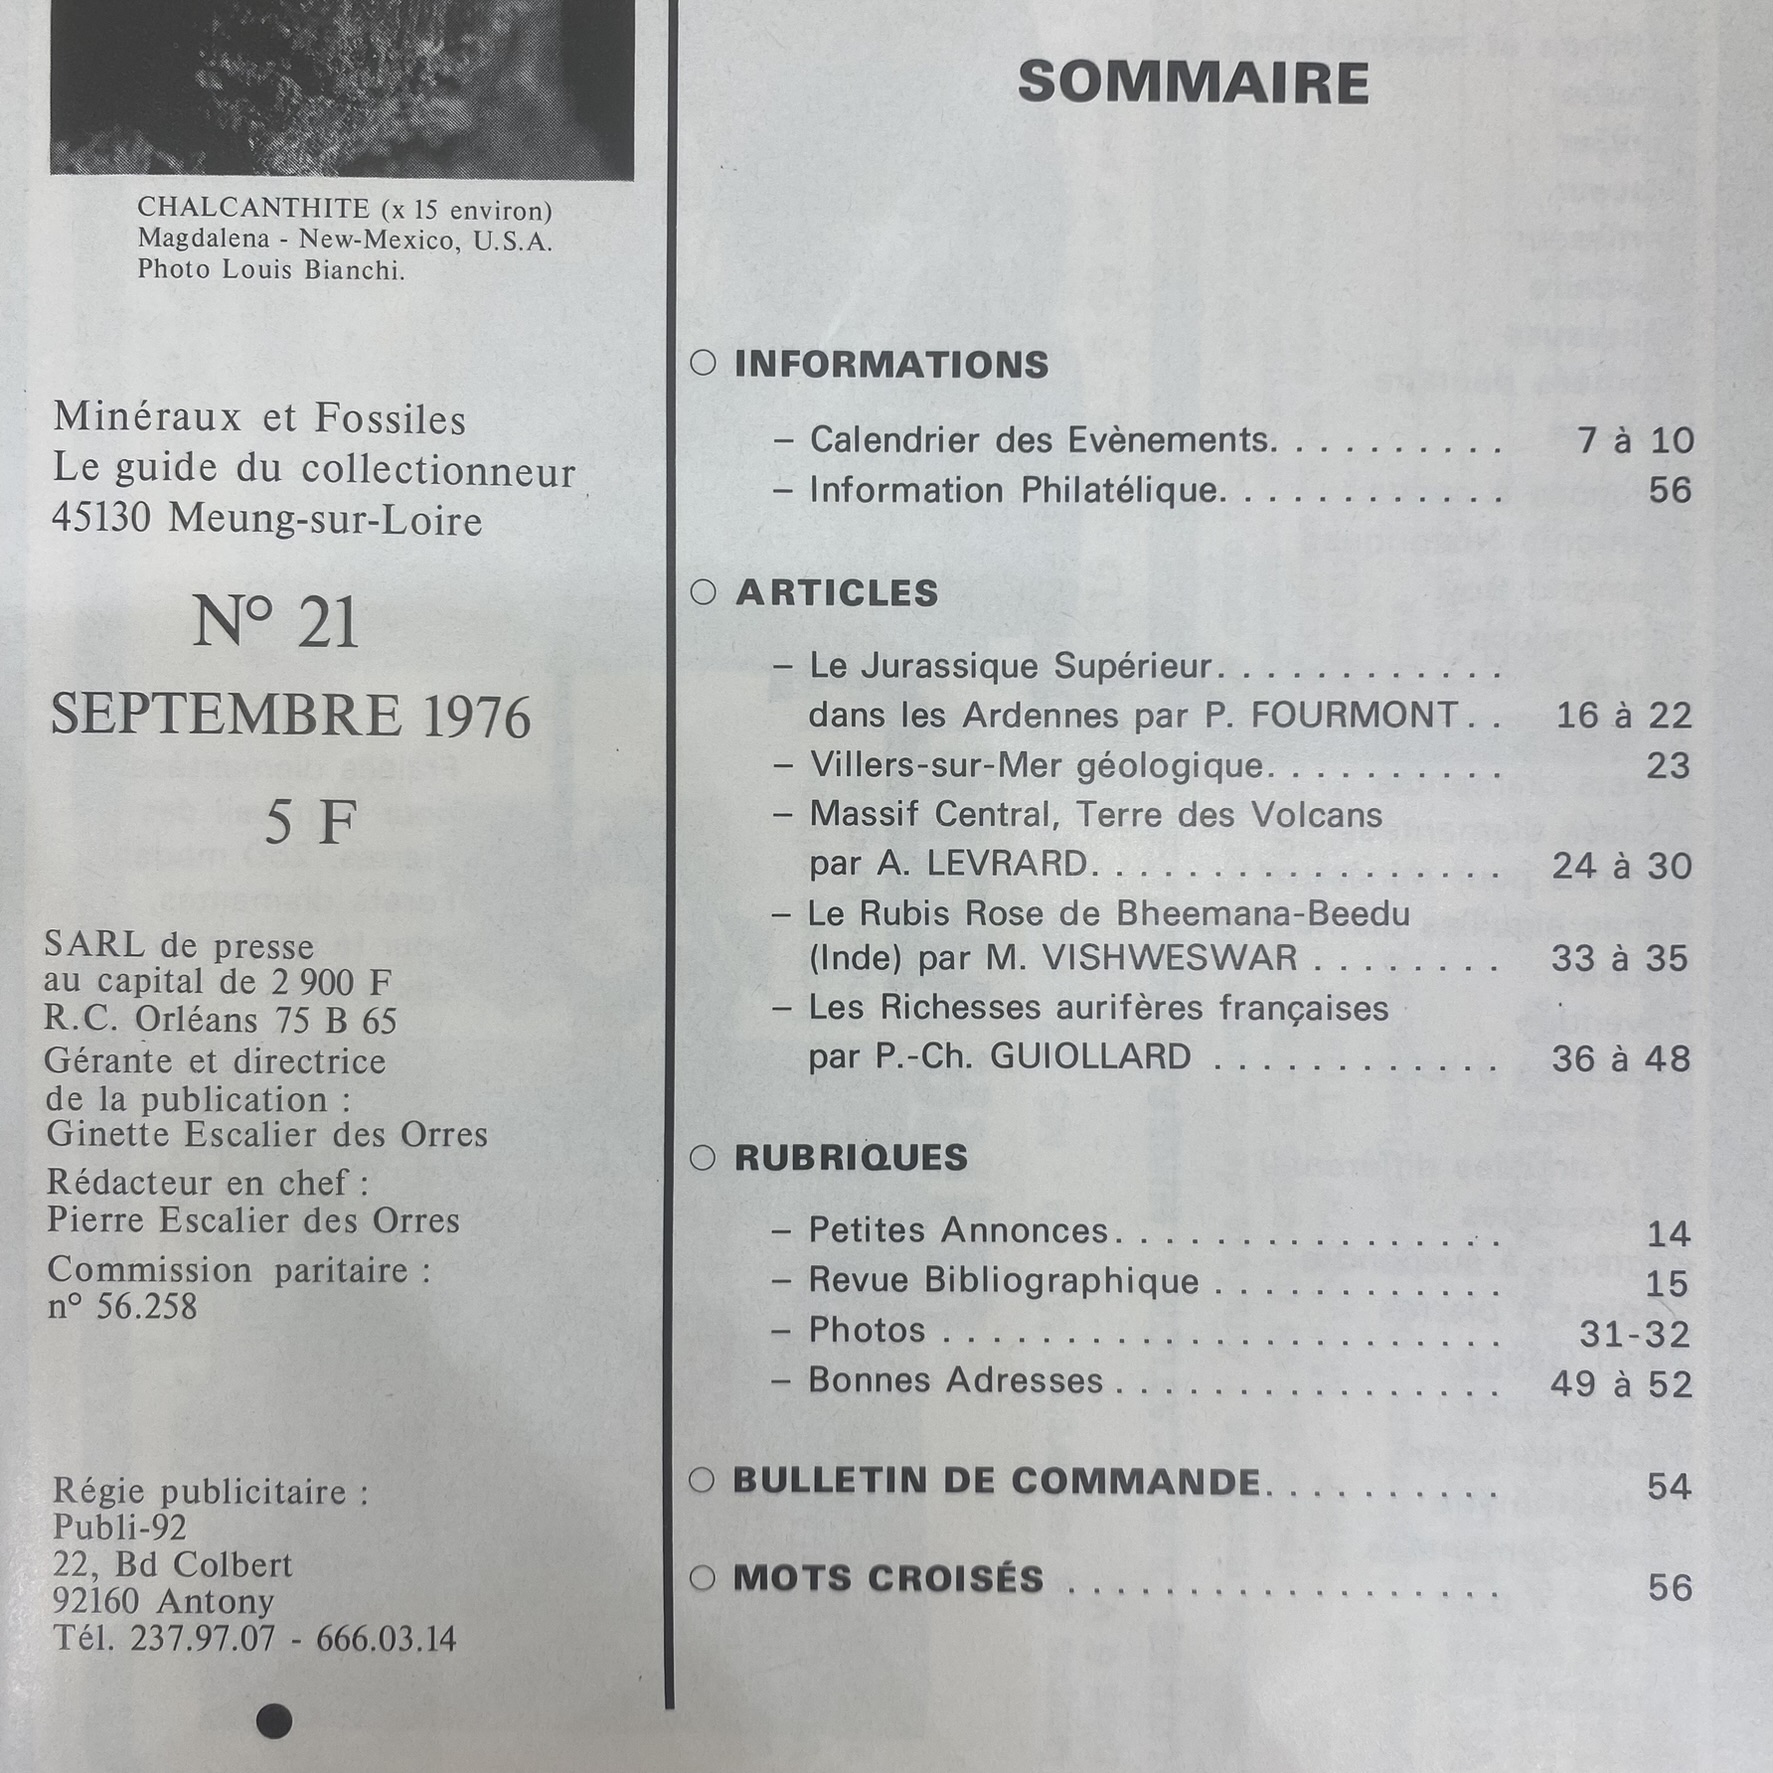 CHALCANTHITE (x 15 environ)
Magdalena - New-Mexico, U.S.A.
Photo Louis Bianchi.
Minéraux et Fossiles
Le guide du collectionneur
45130 Meung-sur-Loire
N° 21
SEPTEMBRE 1976
5 F
SARL de presse
au capital de 2 900 F
R.C. Orléans 75 B 65
Gérante et directrice
de la publication :
Ginette Escalier des Orres
Rédacteur en chef :
Pierre Escalier des Orres
Commission paritaire :
n° 56.258
Régie publicitaire :
Publi-92
22, Bd Colbert
92160 Antony
Tél. 237.97.07 - 666.03.14
SOMMAIRE
INFORMATIONS
– Calendrier des Evènements. . . . . . . . . . 7 à 10
– Information Philatélique. . . . . . . . . . . . 56
ARTICLES
– Le Jurassique Supérieur. . . . . . . . . . . .
dans les Ardennes par P. FOURMONT. . 16 à 22
– Villers-sur-Mer géologique. . . . . . . . . . 23
– Massif Central, Terre des Volcans
par A. LEVRARD. . . . . . . . . . . . . . . . . 24 à 30
– Le Rubis Rose de Bheemana-Beedu
(Inde) par M. VISHWESWAR . . . . . . . . 33 à 35
– Les Richesses aurifères françaises
par P.-Ch. GUIOLLARD . . . . . . . . . . . . 36 à 48
RUBRIQUES
– Petites Annonces. . . . . . . . . . . . . . . . 14
– Revue Bibliographique . . . . . . . . . . . . 15
– Photos . . . . . . . . . . . . . . . . . . . . . . 31-32
– Bonnes Adresses . . . . . . . . . . . . . . . . 49 à 52
BULLETIN DE COMMANDE. . . . . . . . . . 54
MOTS CROISÉS . . . . . . . . . . . . . . . . . . 56